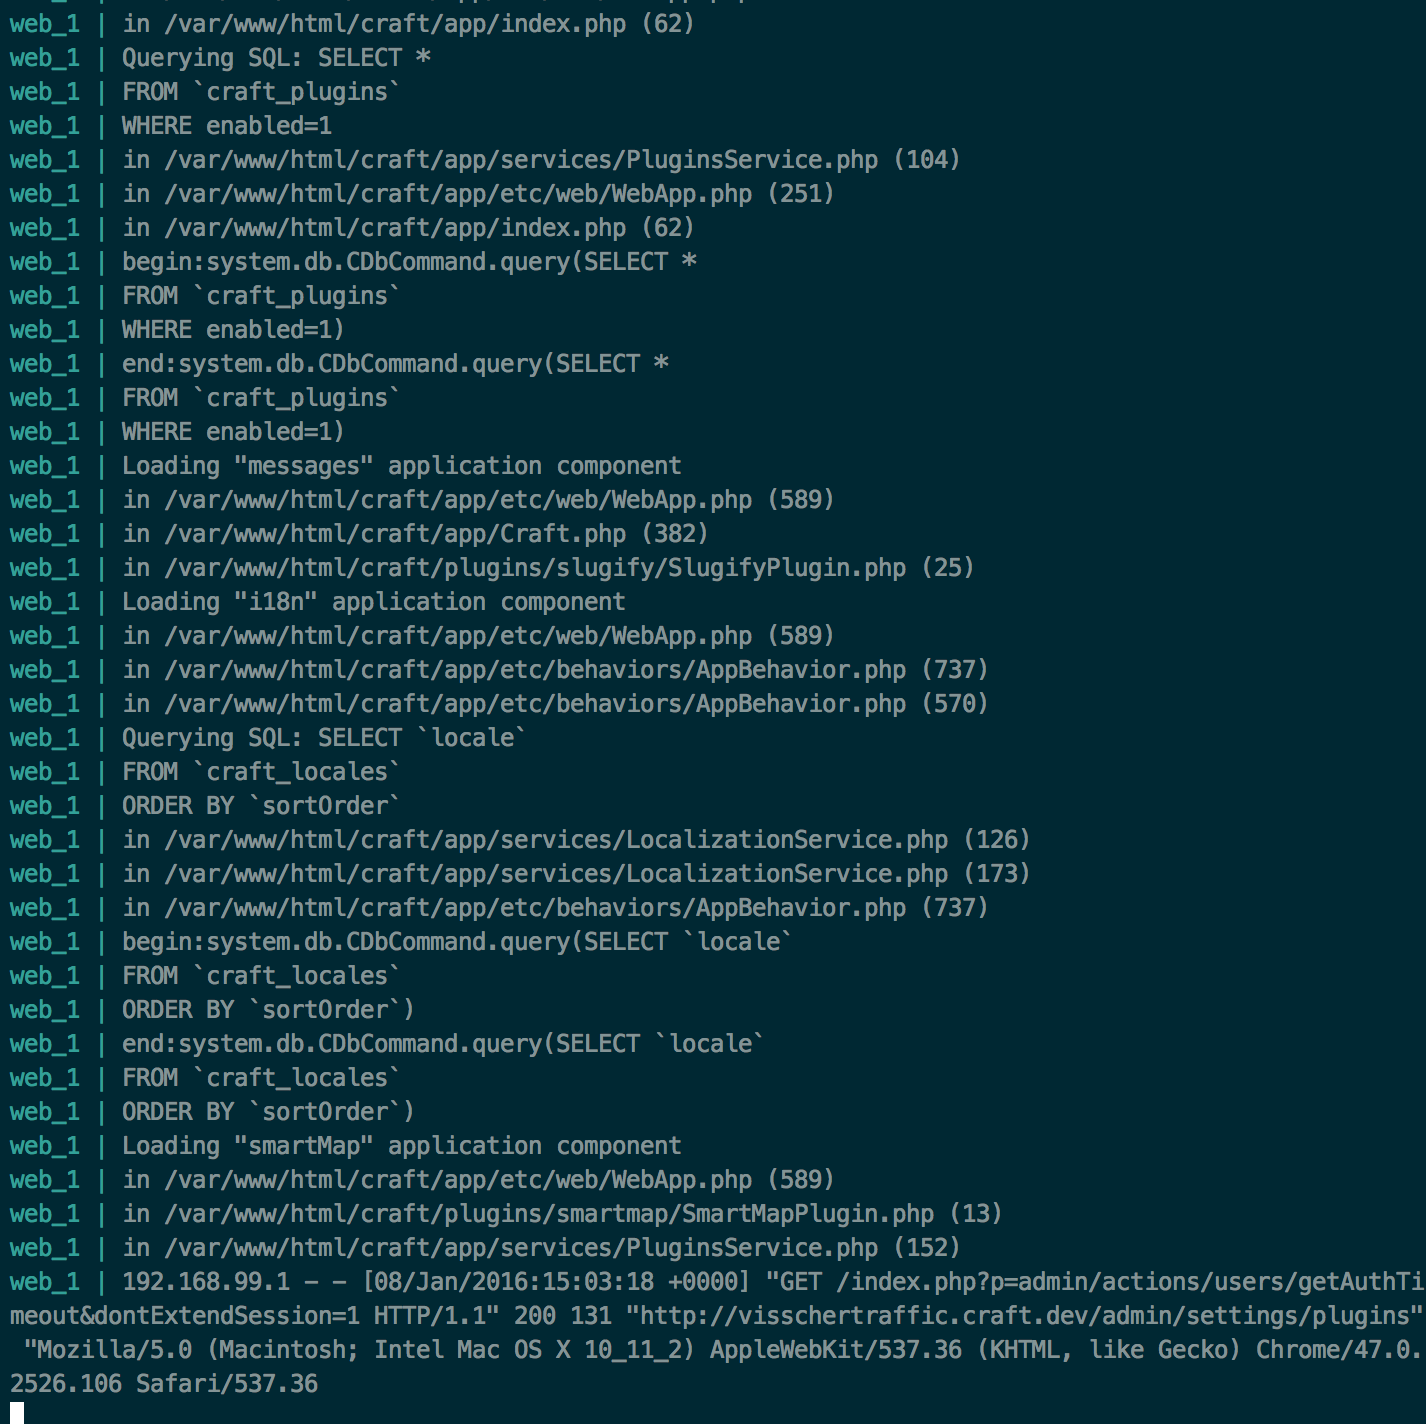 web_1 | in /var/www/html/craft/app/index.php (62)
web_1 | Querying SQL: SELECT *
web_1 | FROM `craft_plugins`
web_1 | WHERE enabled=1
web_1 | in /var/www/html/craft/app/services/PluginsService.php (104)
web_1 | in /var/www/html/craft/app/etc/web/WebApp.php (251)
web_1 | in /var/www/html/craft/app/index.php (62)
web_1 | begin:system.db.CDbCommand.query(SELECT *
web_1 | FROM `craft_plugins`
web_1 | WHERE enabled=1)
web_1 | end:system.db.CDbCommand.query(SELECT *
web_1 | FROM `craft_plugins`
web_1 | WHERE enabled=1)
web_1 | Loading "messages" application component
web_1 | in /var/www/html/craft/app/etc/web/WebApp.php (589)
web_1 | in /var/www/html/craft/app/Craft.php (382)
web_1 | in /var/www/html/craft/plugins/slugify/SlugifyPlugin.php (25)
web_1 | Loading "i18n" application component
web_1 | in /var/www/html/craft/app/etc/web/WebApp.php (589)
web_1 | in /var/www/html/craft/app/etc/behaviors/AppBehavior.php (737)
web_1 | in /var/www/html/craft/app/etc/behaviors/AppBehavior.php (570)
web_1 | Querying SQL: SELECT `locale`
web_1 | FROM `craft_locales`
web_1 | ORDER BY `sortOrder`
web_1 | in /var/www/html/craft/app/services/LocalizationService.php (126)
web_1 | in /var/www/html/craft/app/services/LocalizationService.php (173)
web_1 | in /var/www/html/craft/app/etc/behaviors/AppBehavior.php (737)
web_1 | begin:system.db.CDbCommand.query(SELECT `locale`
web_1 | FROM `craft_locales`
web_1 | ORDER BY `sortOrder`)
web_1 | end:system.db.CDbCommand.query(SELECT `locale`
web_1 | FROM `craft_locales`
web_1 | ORDER BY `sortOrder`)
web_1 | Loading "smartMap" application component
web_1 | in /var/www/html/craft/app/etc/web/WebApp.php (589)
web_1 | in /var/www/html/craft/plugins/smartmap/SmartMapPlugin.php (13)
web_1 | in /var/www/html/craft/app/services/PluginsService.php (152)
web_1 | 192.168.99.1 - - [08/Jan/2016:15:03:18 +0000] "GET /index.php?p=admin/actions/users/getAuthTi
meout&dontExtendSession=1 HTTP/1.1" 200 131 "http://visschertraffic.craft.dev/admin/settings/plugins"
"Mozilla/5.0 (Macintosh; Intel Mac OS X 10_11_2) AppleWebKit/537.36 (KHTML, like Gecko) Chrome/47.0.
2526.106 Safari/537.36